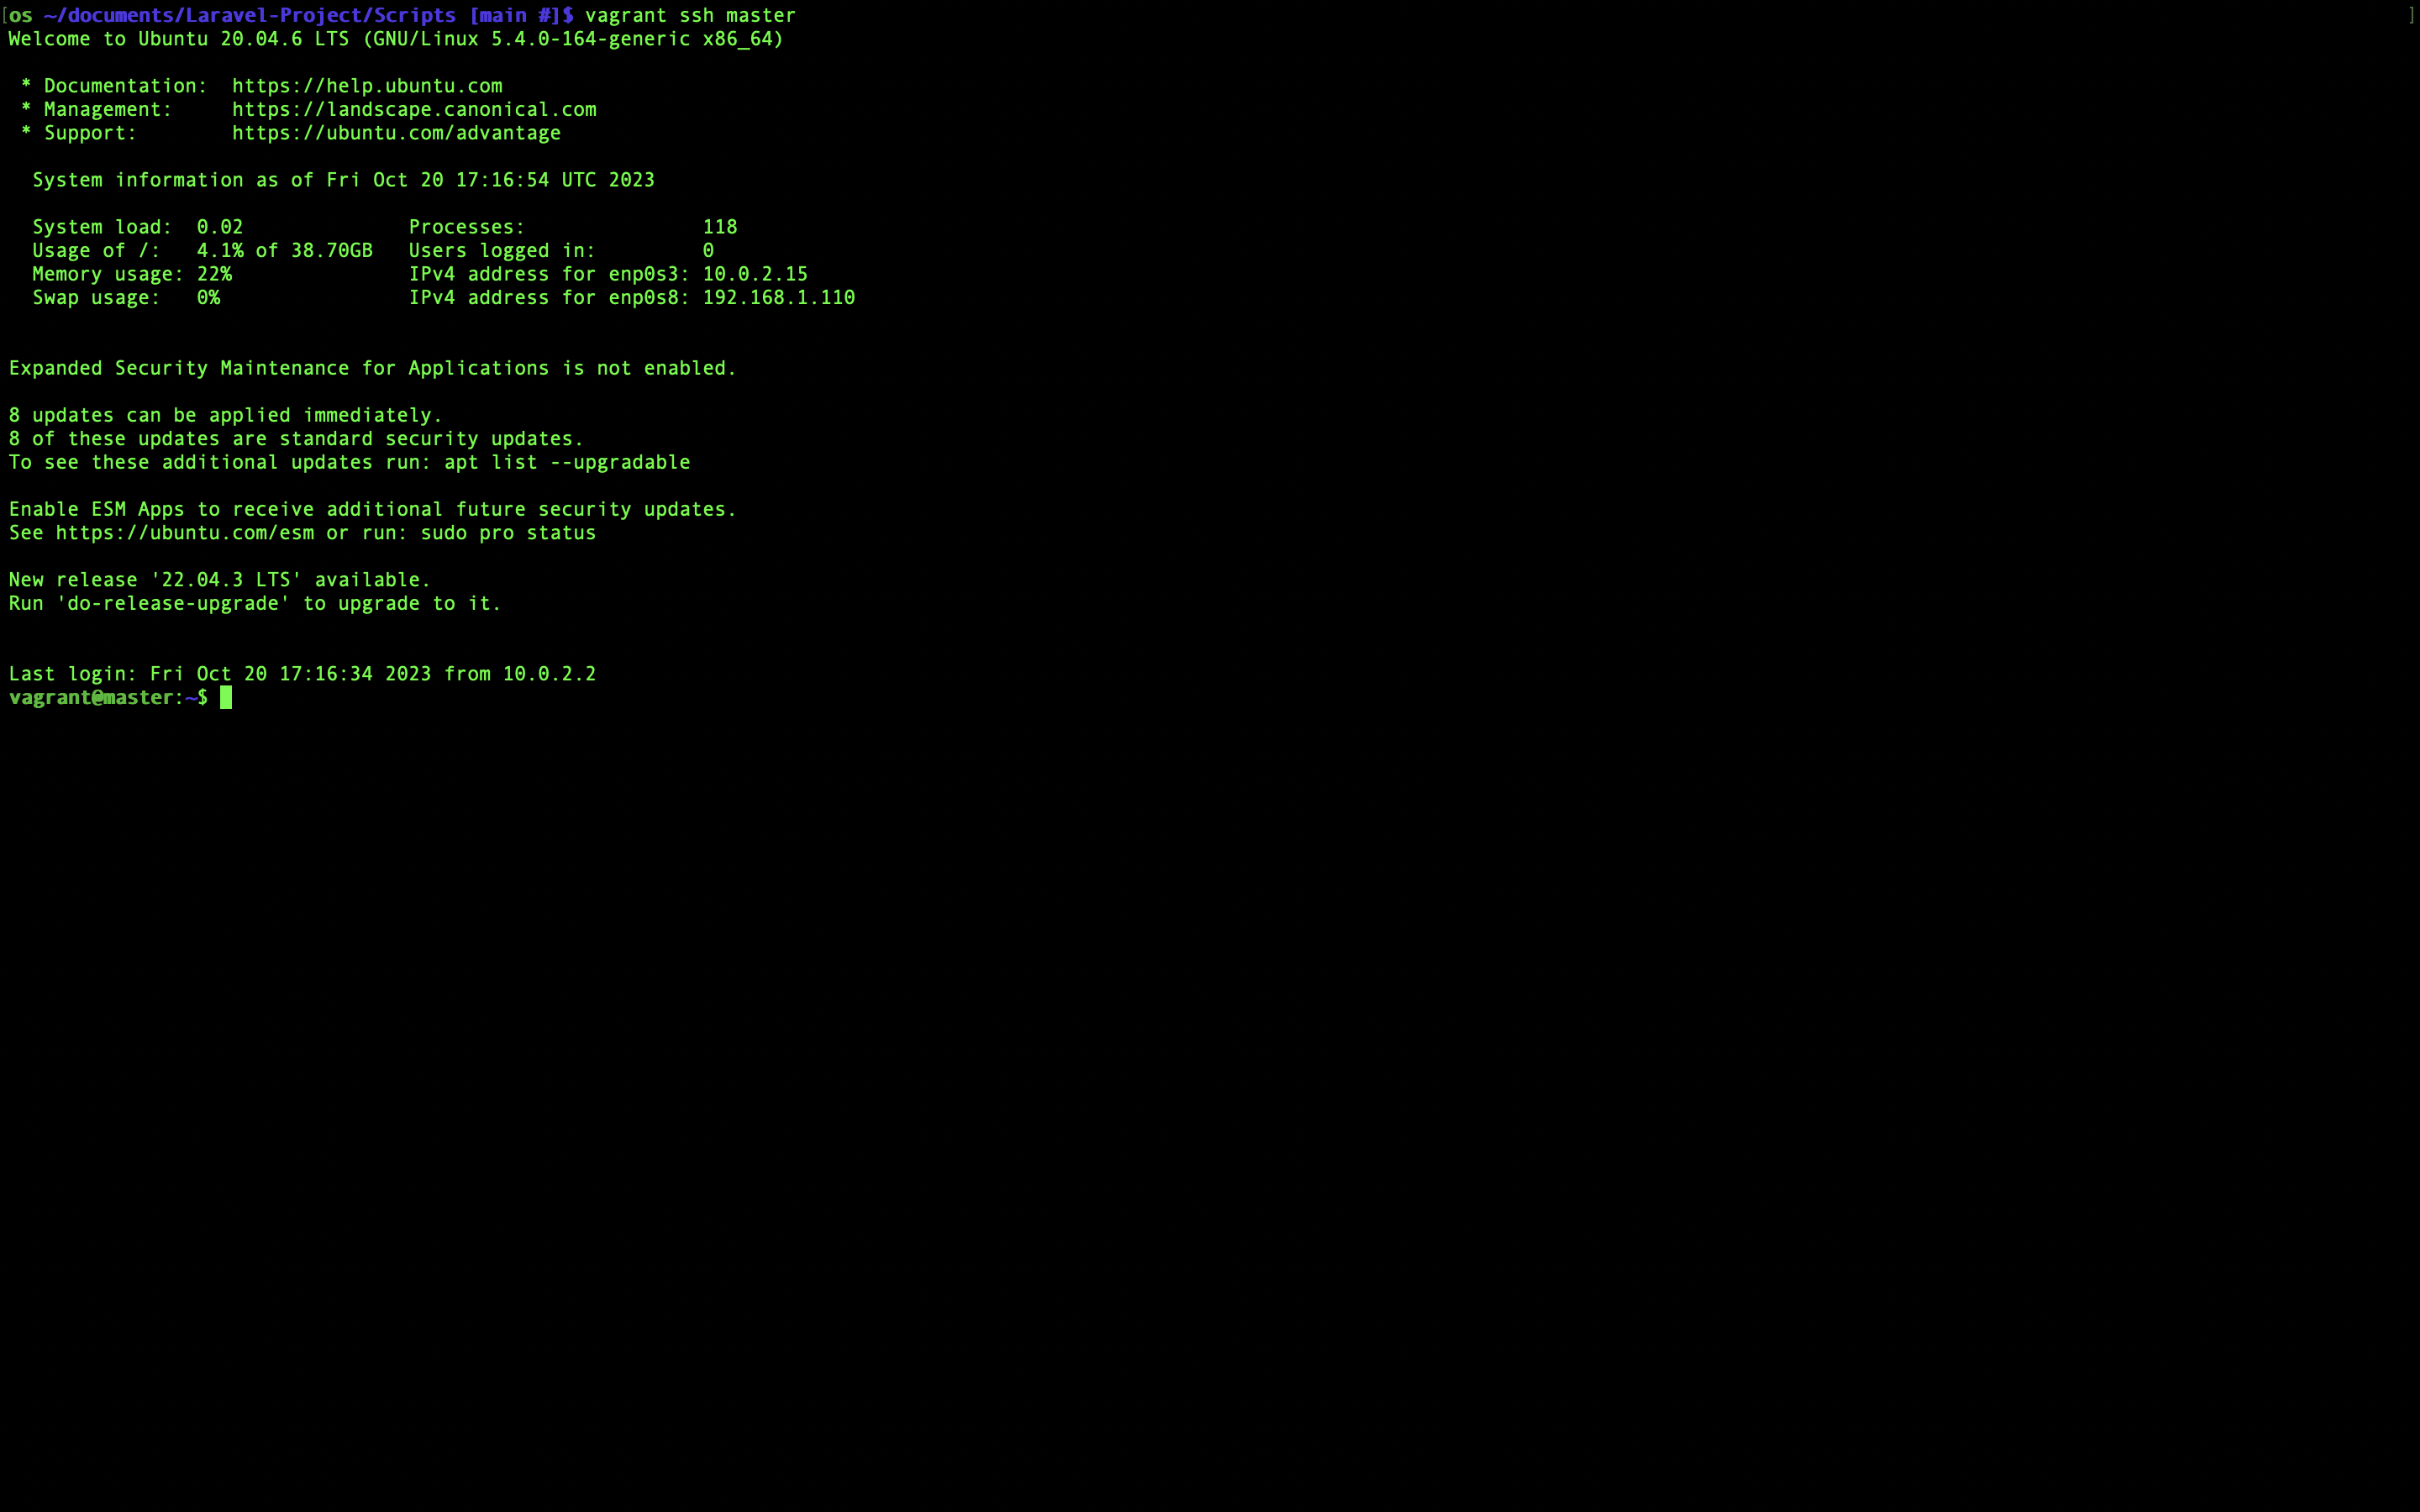 [os ~/documents/Laravel-Project/Scripts [main #]$ vagrant ssh master ]
Welcome to Ubuntu 20.04.6 LTS (GNU/Linux 5.4.0-164-generic x86_64)
 * Documentation:  https://help.ubuntu.com
 * Management:     https://landscape.canonical.com
 * Support:        https://ubuntu.com/advantage
  System information as of Fri Oct 20 17:16:54 UTC 2023
  System load:  0.02              Processes:               118
  Usage of /:   4.1% of 38.70GB   Users logged in:         0
  Memory usage: 22%               IPv4 address for enp0s3: 10.0.2.15
  Swap usage:   0%                IPv4 address for enp0s8: 192.168.1.110
Expanded Security Maintenance for Applications is not enabled.
8 updates can be applied immediately.
8 of these updates are standard security updates.
To see these additional updates run: apt list --upgradable
Enable ESM Apps to receive additional future security updates.
See https://ubuntu.com/esm or run: sudo pro status
New release '22.04.3 LTS' available.
Run 'do-release-upgrade' to upgrade to it.
Last login: Fri Oct 20 17:16:34 2023 from 10.0.2.2
vagrant@master:~$